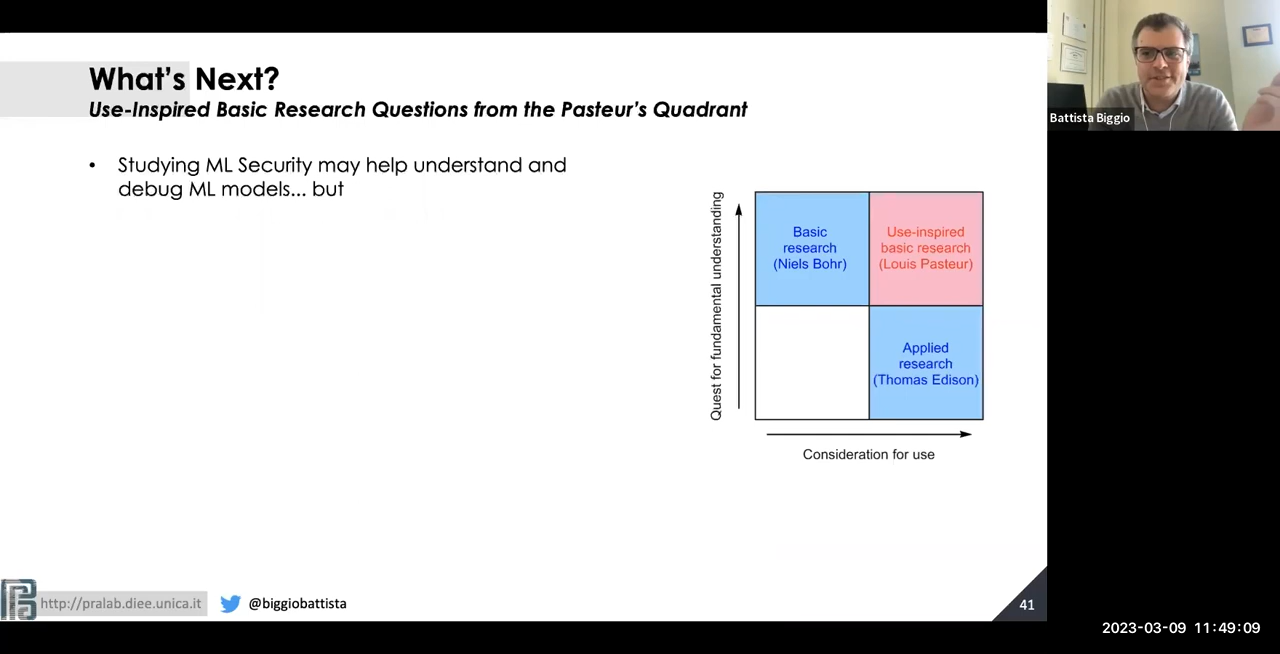 What's Next?
Use-Inspired Basic Research Questions from the Pasteur's Quadrant
• Studying ML Security may help understand and
debug ML models... but
Quest for fundamental understanding
Basic
research
(Niels Bohr)
Use-inspired
basic research
(Louis Pasteur)
Applied
research
(Thomas Edison)
Consideration for use
http://pralab.diee.unica.it
@biggiobattista
41
Battista Biggio
2023-03-09 11:49:09